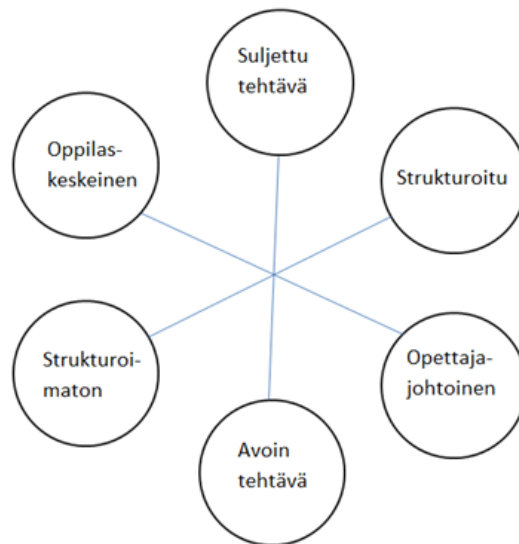 Suljettu
tehtävä
Oppilas-
keskeinen
Strukturoitu
Strukturoi-
maton
Opettaja-
johtoinen
Avoin
tehtävä